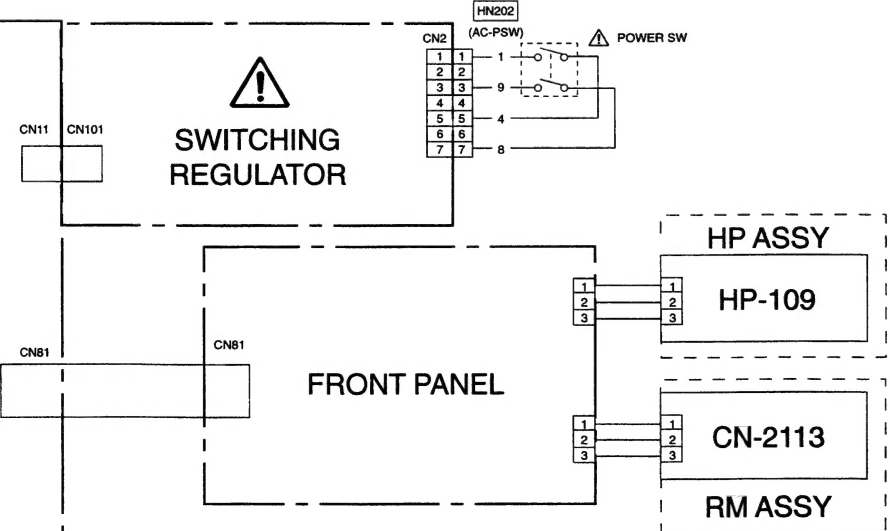 HN202
(AC-PSW)
CN2
POWER SW
1 1 1
2 2
3 3 9
4 4
5 5 4
6 6
7 7 8
CN11 CN101
SWITCHING
REGULATOR
HP ASSY
1 1
2 2
3 3
HP-109
CN81
CN81
FRONT PANEL
1 1
2 2
3 3
CN-2113
RM ASSY